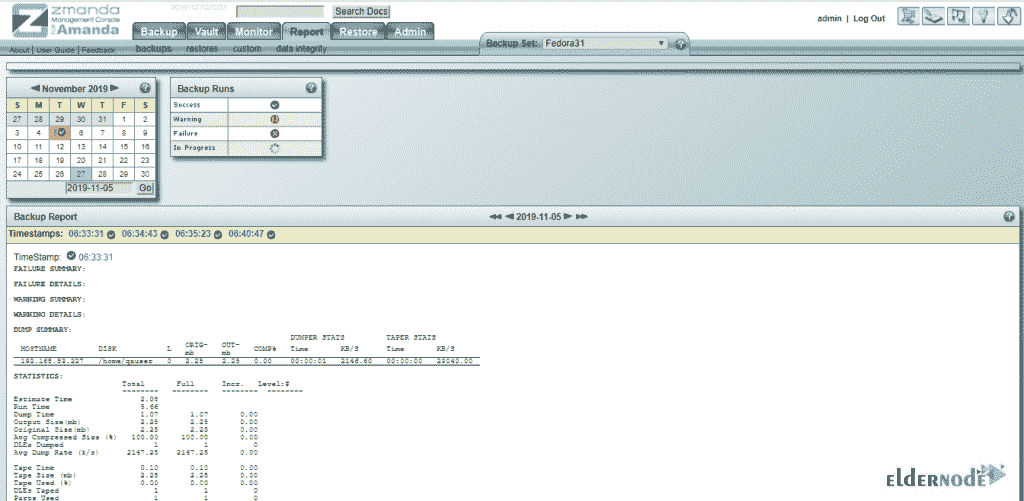 zmanda
Management Console
for Amanda
Search Docs
admin | Log Out
Backup Vault Monitor Report Restore Admin
About | User Guide | Feedback
backups restores custom data integrity
Backup Set: Fedora31
November 2019
S M T W T F S
27 28 29 30 31 1 2
3 4 5 6 7 8 9
10 11 12 13 14 15 16
17 18 19 20 21 22 23
24 25 26 27 28 29 30
2019-11-05 Go
Backup Runs
Success
Warning
Failure
In Progress
Backup Report
2019-11-05
Timestamps: 06:33:31 06:34:43 06:35:23 06:40:47
TimeStamp: 06:33:31
FAILURE SUMMARY:
FAILURE DETAILS:
WARNING SUMMARY:
WARNING DETAILS:
DUMP SUMMARY:
DUMPER STATS TAPER STATS
HOSTNAME DISK L ORIG-mb OUT-mb COMP% Time KB/S Time KB/S
/home/qauser 0 2.25 2.25 0.00 00:00:01 2146.60 00:00:00 23040.00
STATISTICS:
Total Full Incr. Level:#
Estimate Time 2.09
Run Time 5.66
Dump Time 1.07 1.07 0.00
Output Size(mb) 2.25 2.25 0.00
Original Size(mb) 2.25 2.25 0.00
Avg Compressed Size (%) 100.00 100.00 0.00
DLEs Dumped 1 1 0
Avg Dump Rate (k/s) 2147.25 2147.25 0.00
Tape Time 0.10 0.10 0.00
Tape Size (mb) 2.25 2.25 0.00
Tape Used (%) 0.00 0.00 0.00
DLEs Taped 1 1 0
Parts Used 1 1 0
eldernode